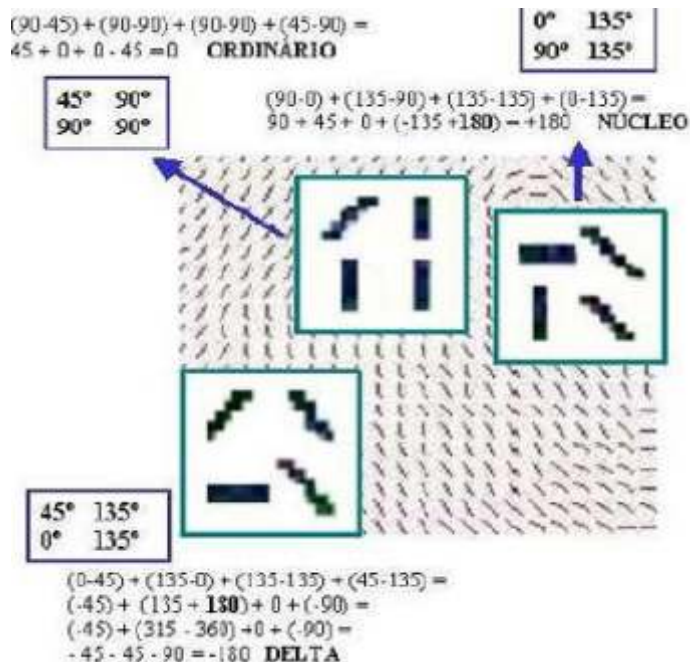 (90-45) + (90-90) + (90-90) + (45-90) =
45 + 0 + 0 - 45 =0 ORDINÁRIO
0° 135°
90° 135°
45° 90°
90° 90°
(90-0) + (135-90) + (135-135) + (0-135) =
90 + 45 + 0 + (-135 +180) = +180 NÚCLEO
45° 135°
0° 135°
(0-45) + (135-0) + (135-135) + (45-135) =
(-45) + (135 + 180) + 0 + (-90) =
(-45) + (315 - 360) +0 + (-90) =
- 45 - 45 - 90 = -180 DELTA